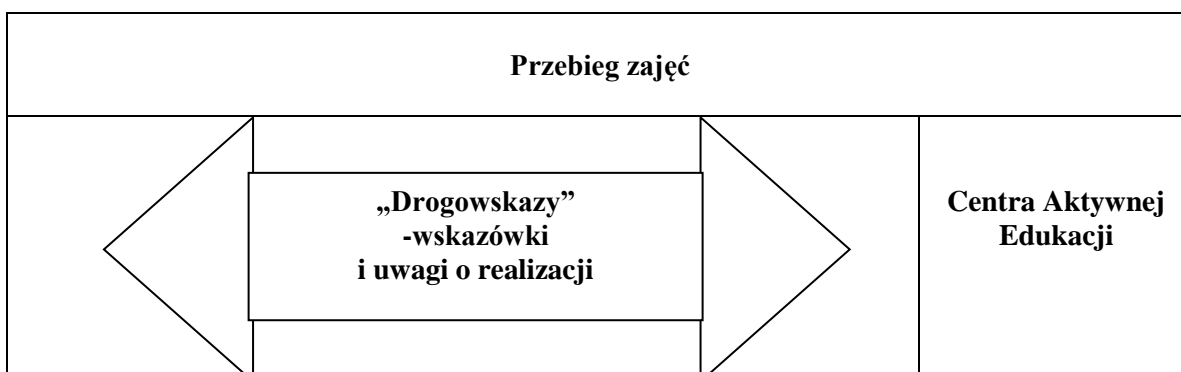 Przebieg zajęć
„Drogowskazy”
-wskazówki
i uwagi o realizacji
Centra Aktywnej
Edukacji